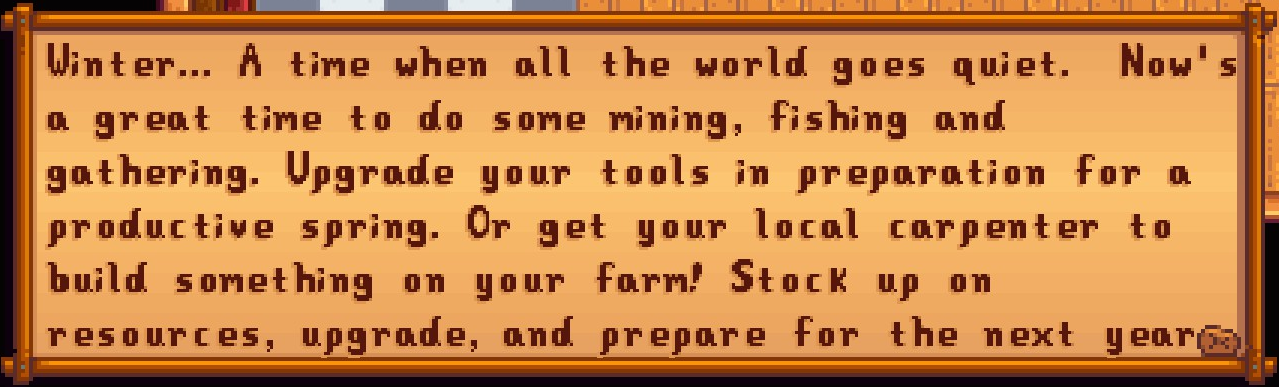 Winter... A time when all the world goes quiet.  Now's
a great time to do some mining, fishing and
gathering. Upgrade your tools in preparation for a
productive spring. Or get your local carpenter to
build something on your farm! Stock up on
resources, upgrade, and prepare for the next year